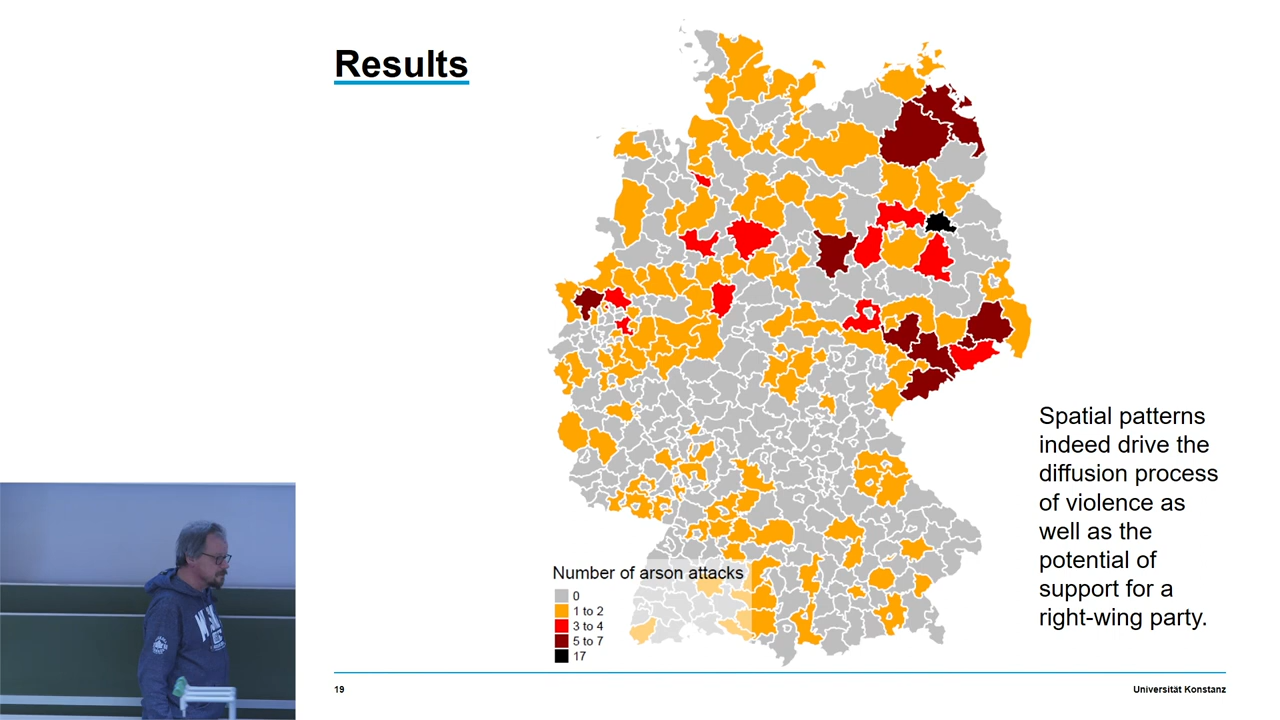 Results
Spatial patterns
indeed drive the
diffusion process
of violence as
well as the
potential of
support for a
right-wing party.
Number of arson attacks
0
1 to 2
3 to 4
5 to 7
17
19
Universität Konstanz